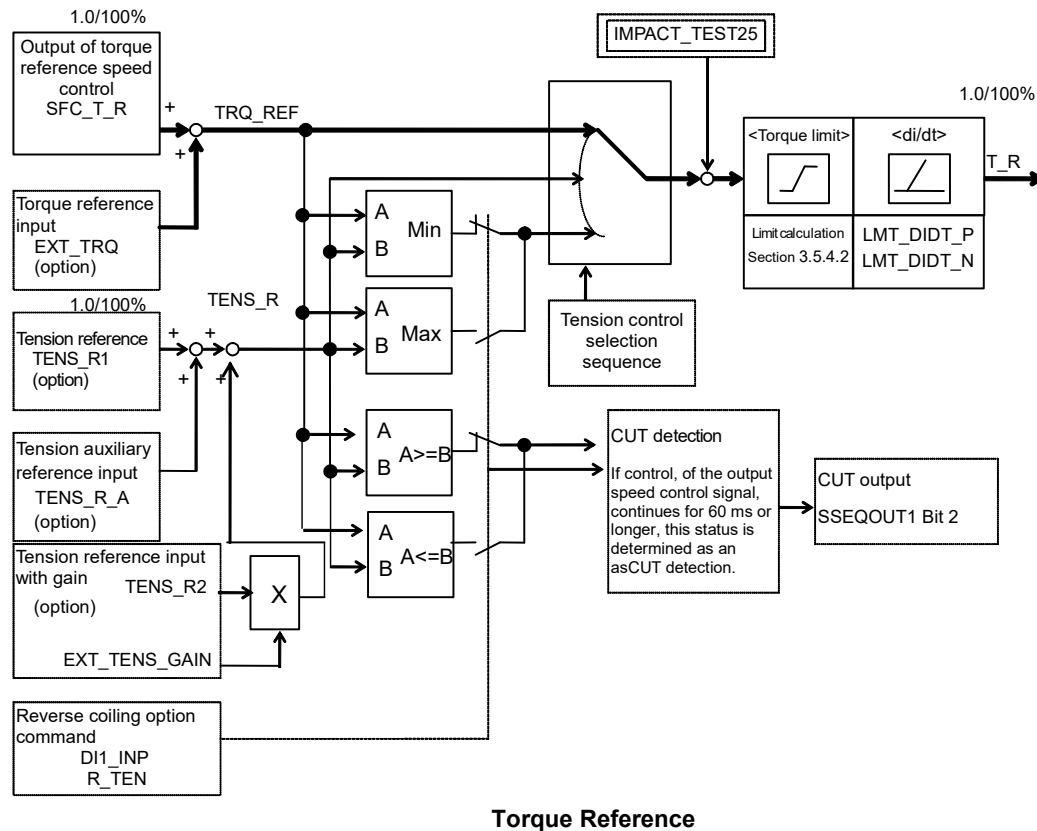 1.0/100%
Output of torque
reference speed
control
SFC_T_R
+
+
TRQ_REF
Torque reference
input
EXT_TRQ
(option)
1.0/100%
Tension reference
TENS_R1
(option)
+
+
+
+
TENS_R
Tension auxiliary
reference input
TENS_R_A
(option)
Tension reference input
with gain
TENS_R2
(option)
EXT_TENS_GAIN
X
Reverse coiling option
command
DI1_INP
R_TEN
A
B
Min
A
B
Max
A
B
A>=B
A
B
A<=B
IMPACT_TEST25
Tension control
selection
sequence
1.0/100%
<Torque limit>
<di/dt>
T_R
Limit calculation
Section 3.5.4.2
LMT_DIDT_P
LMT_DIDT_N
CUT detection
If control, of the output
speed control signal,
continues for 60 ms or
longer, this status is
determined as an
asCUT detection.
CUT output
SSEQOUT1 Bit 2
Torque Reference